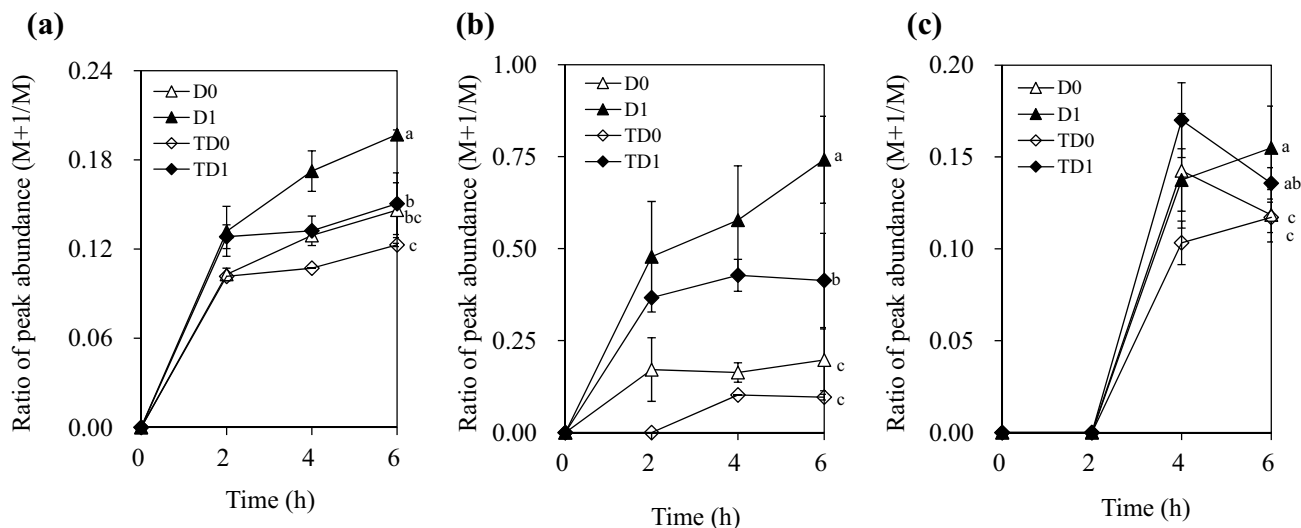 (a)
Ratio of peak abundance (M+1/M)
0.24
0.18
0.12
0.06
0.00
D0
D1
TD0
TD1
a
b
bc
c
0 2 4 6
Time (h)
(b)
Ratio of peak abundance (M+1/M)
1.00
0.75
0.50
0.25
0.00
D0
D1
TD0
TD1
a
b
c
c
0 2 4 6
Time (h)
(c)
Ratio of peak abundance (M+1/M)
0.20
0.15
0.10
0.05
0.00
D0
D1
TD0
TD1
a
ab
c
c
0 2 4 6
Time (h)